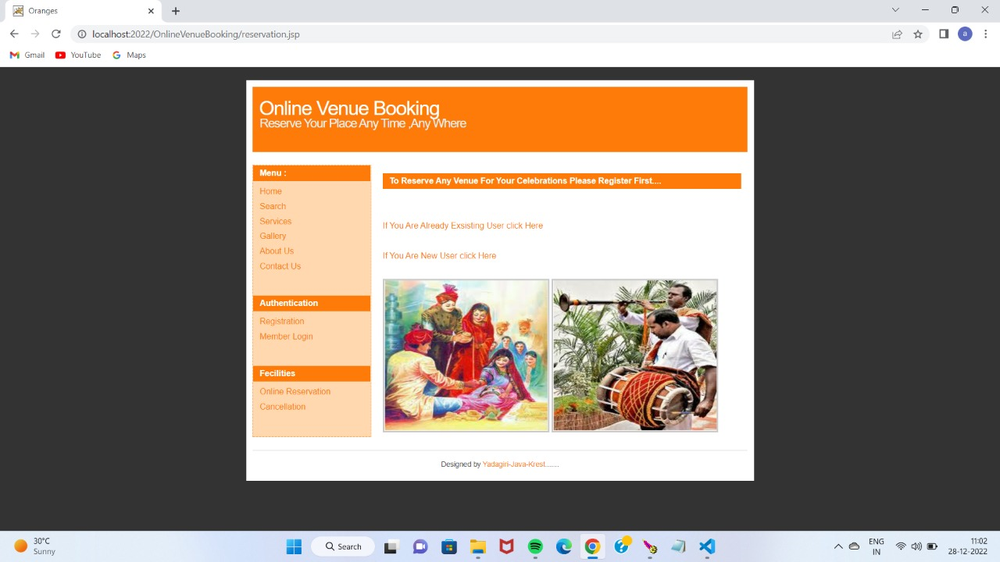 Oranges
localhost:2022/OnlineVenueBooking/reservation.jsp
a
Gmail
YouTube
Maps
Online Venue Booking
Reserve Your Place Any Time ,Any Where
Menu :
Home
Search
Services
Gallery
About Us
Contact Us
Authentication
Registration
Member Login
Fecilities
Online Reservation
Cancellation
To Reserve Any Venue For Your Celebrations Please Register First....
If You Are Already Exsisting User click Here
If You Are New User click Here
Designed by Yadagiri-Java-Krest.......
30°C
Sunny
Search
ENG
IN
11:02
28-12-2022